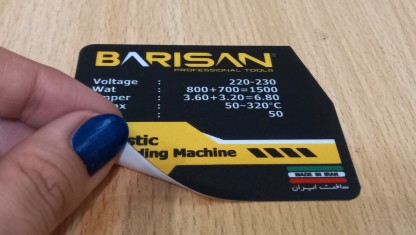 BARISAN®
PROFESSIONAL TOOLS
Voltage : 220-230
Wat : 800+700=1500
mper : 3.60+3.20=6.80
ox : 50~320°C
: 50
stic
ding Machine
MADE IN IRAN
ساخت ایران